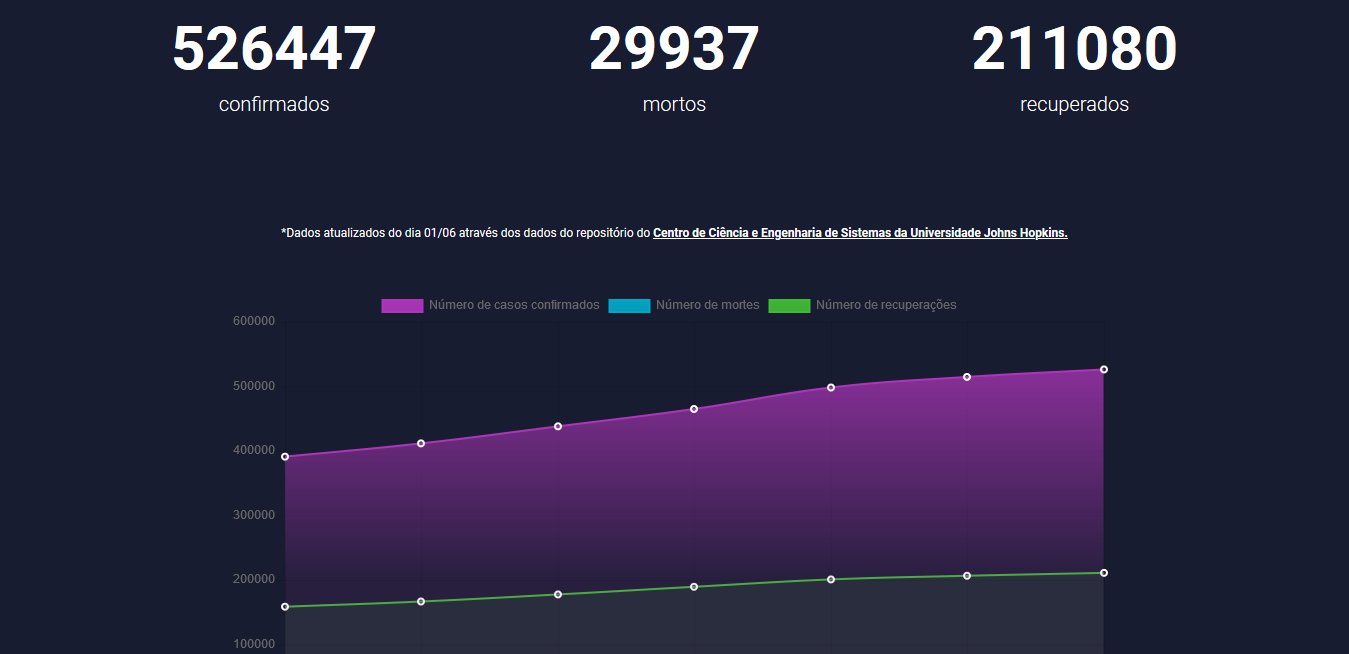 526447 29937 211080
confirmados mortos recuperados
*Dados atualizados do dia 01/06 através dos dados do repositório do Centro de Ciência e Engenharia de Sistemas da Universidade Johns Hopkins.
Número de casos confirmados Número de mortes Número de recuperações
600000
500000
400000
300000
200000
100000